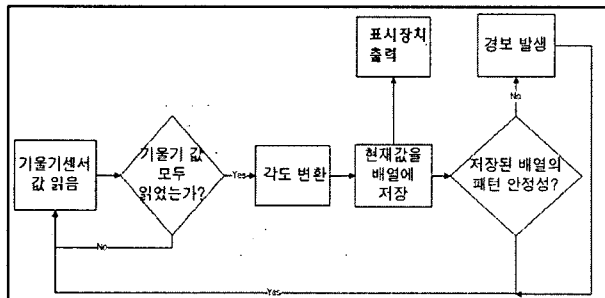 표시장치
출력
경보 발생
No
기울기센서
값 읽음
기울기 값
모두
읽었는가?
Yes
각도 변환
현재값을
배열에
저장
저장된 배열의
패턴 안정성?
No
Yes